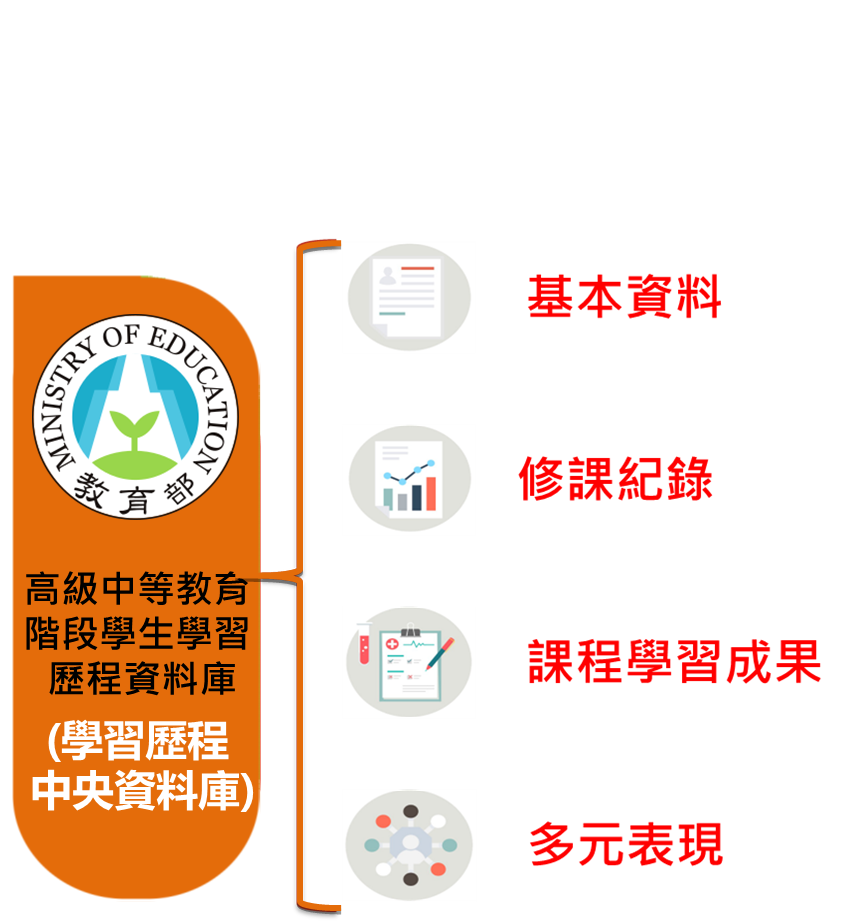 MINISTRY OF EDUCATION
教育部
高級中等教育
階段學生學習
歷程資料庫
(學習歷程
中央資料庫)
基本資料
修課紀錄
課程學習成果
多元表現